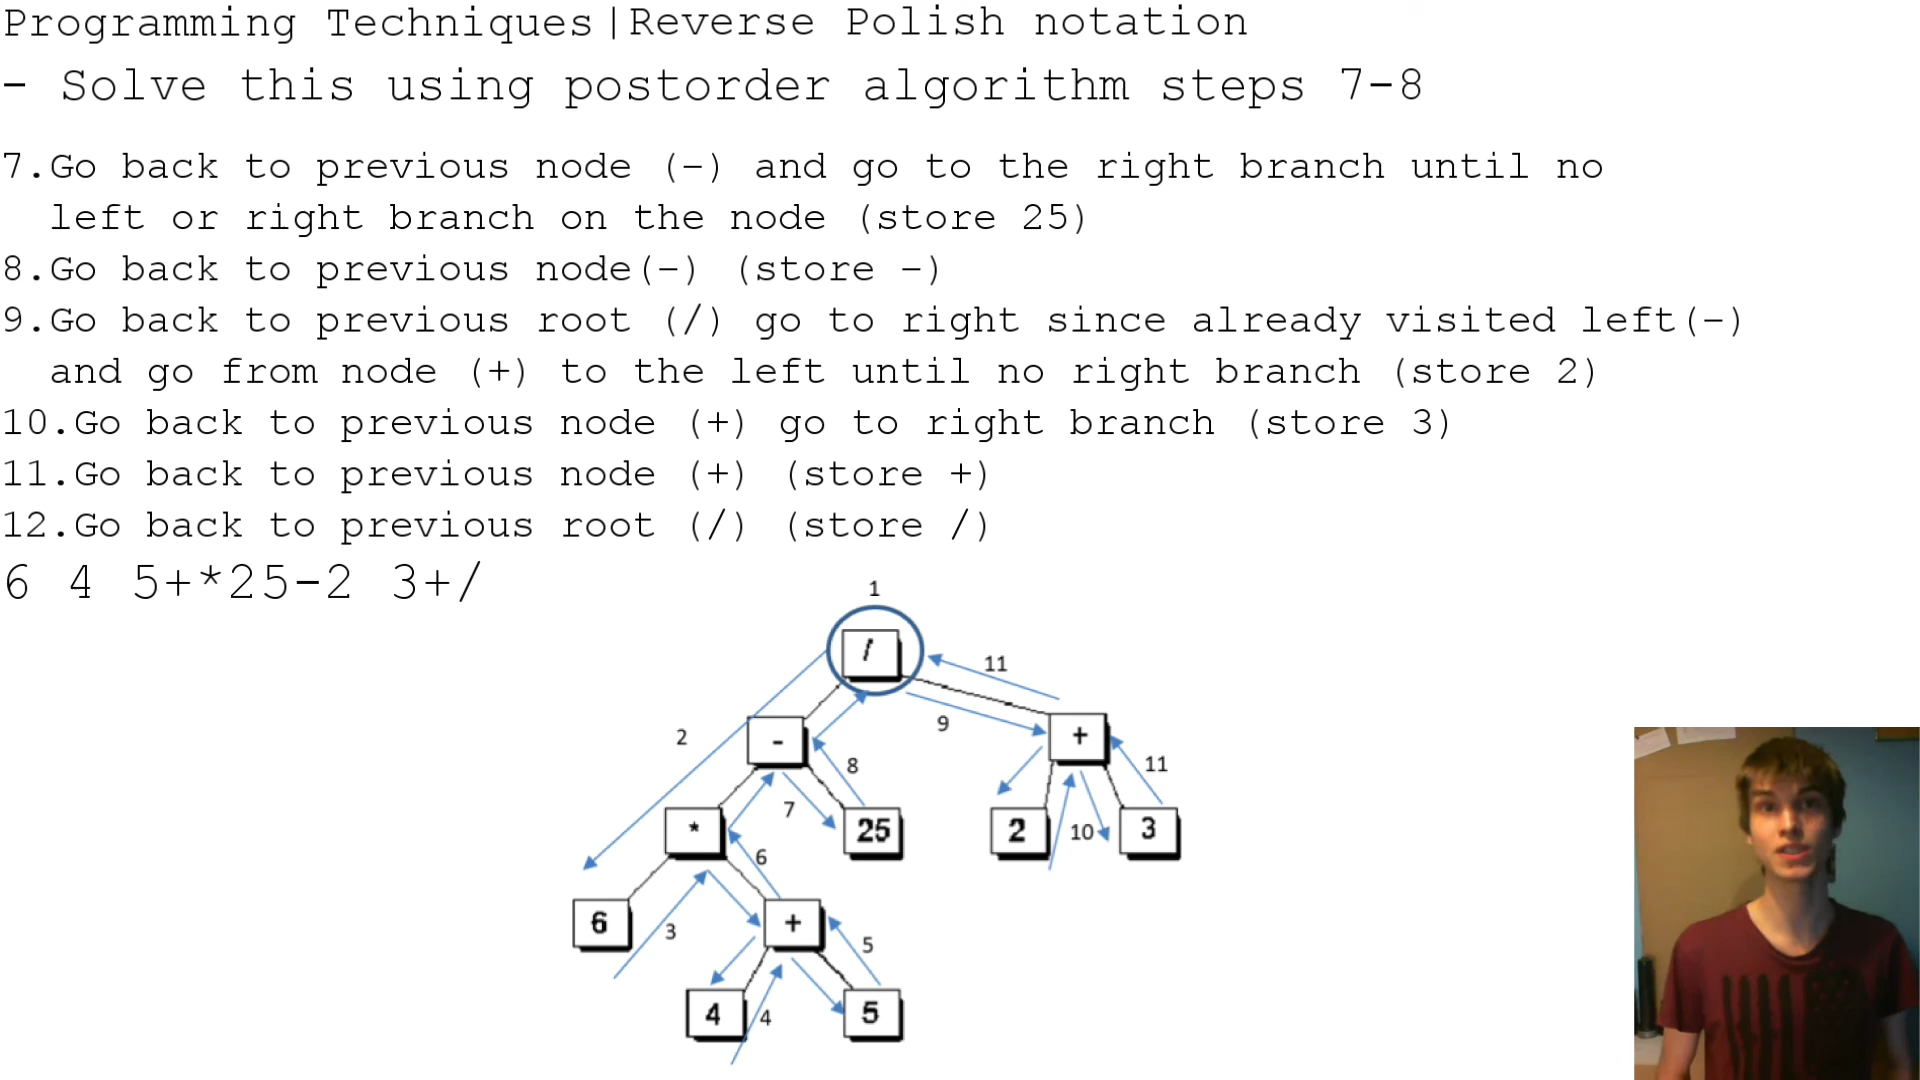 Programming Techniques|Reverse Polish notation
- Solve this using postorder algorithm steps 7-8
7.Go back to previous node (-) and go to the right branch until no
left or right branch on the node (store 25)
8.Go back to previous node(-) (store -)
9.Go back to previous root (/) go to right since already visited left(-)
and go from node (+) to the left until no right branch (store 2)
10.Go back to previous node (+) go to right branch (store 3)
11.Go back to previous node (+) (store +)
12.Go back to previous root (/) (store /)
6 4 5+*25-2 3+/
1
/
11
2
9
-
+
8
11
7
*
25
2
10
3
6
6
3
+
5
4
4
5